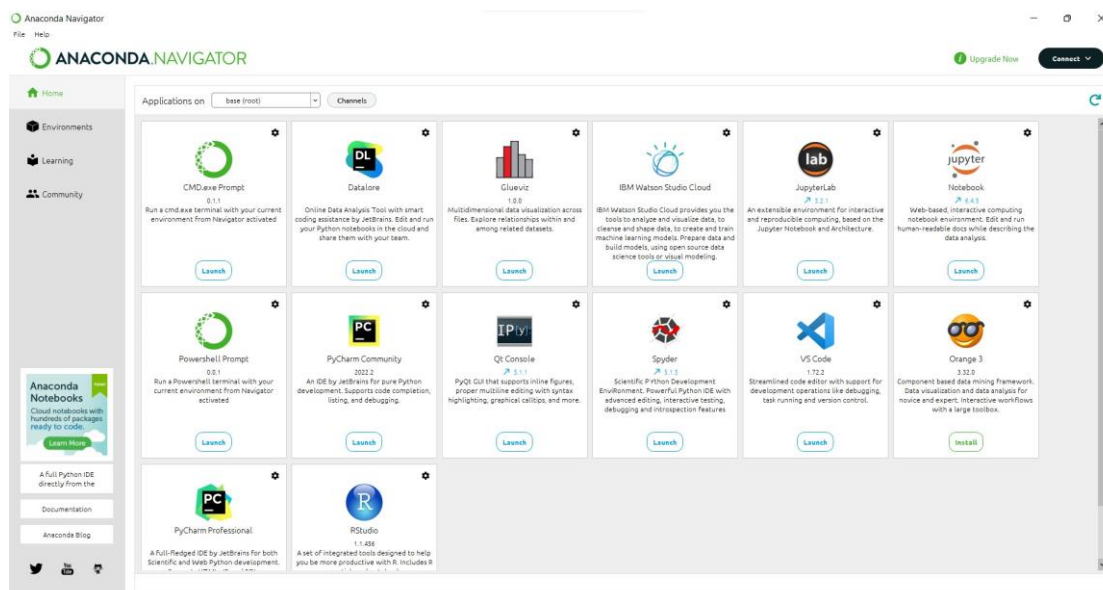 Anaconda Navigator
File Help
ANACONDA.NAVIGATOR
Upgrade Now
Connect
Home
Environments
Learning
Community
Applications on
base (root)
Channels
CMD.exe Prompt
0.1.1
Run a cmd.exe terminal with your current
environment from Navigator activated
Launch
DL
Datalore
Online Data Analysis Tool with smart
coding assistance by JetBrains. Edit and run
your Python notebooks in the cloud and
share them with your team.
Launch
Glueviz
1.0.0
Multidimensional data visualization across
files. Explore relationships within and
among related datasets.
Launch
IBM Watson Studio Cloud
IBM Watson Studio Cloud provides you the
tools to analyze and visualize data, to
cleanse and shape data, to create and train
machine learning models. Prepare data and
build models, using open source data
science tools or visual modeling.
Launch
lab
JupyterLab
3.2.1
An extensible environment for interactive
and reproducible computing, based on the
Jupyter Notebook and Architecture.
Launch
jupyter
Notebook
Web-based, interactive computing
notebook environment. Edit and run
human-readable docs while describing the
data analysis.
Launch
Powershell Prompt
0.0.1
Run a Powershell terminal with your
current environment from Navigator
activated
Launch
PC
PyCharm Community
2022.2
An IDE by JetBrains for pure Python
development. Supports code completion,
listing, and debugging.
Launch
IP[y]:
Qt Console
5.1.1
PyQt GUI that supports inline figures,
proper multiline editing with syntax
highlighting, graphical calltips, and more.
Launch
Spyder
5.1.5
Scientific Python Development
EnviRonment. Powerful Python IDE with
advanced editing, interactive testing,
debugging and introspection features
Launch
VS Code
1.72.2
Streamlined code editor with support for
development operations like debugging,
task running and version control.
Launch
Orange 3
3.32.0
Component based data mining framework.
Data visualization and data analysis for
novice and expert. Interactive workflows
with a large toolbox.
Install
PC
PyCharm Professional
A full-fledged IDE by JetBrains for both
Scientific and Web Python development.
R
RStudio
1.1.456
A set of integrated tools designed to help
you be more productive with R. Includes R
Anaconda
Notebooks
Cloud notebooks with
hundreds of packages
ready to code.
Learn More
A full Python IDE
directly from the
Documentation
Anaconda Blog
You
Tube